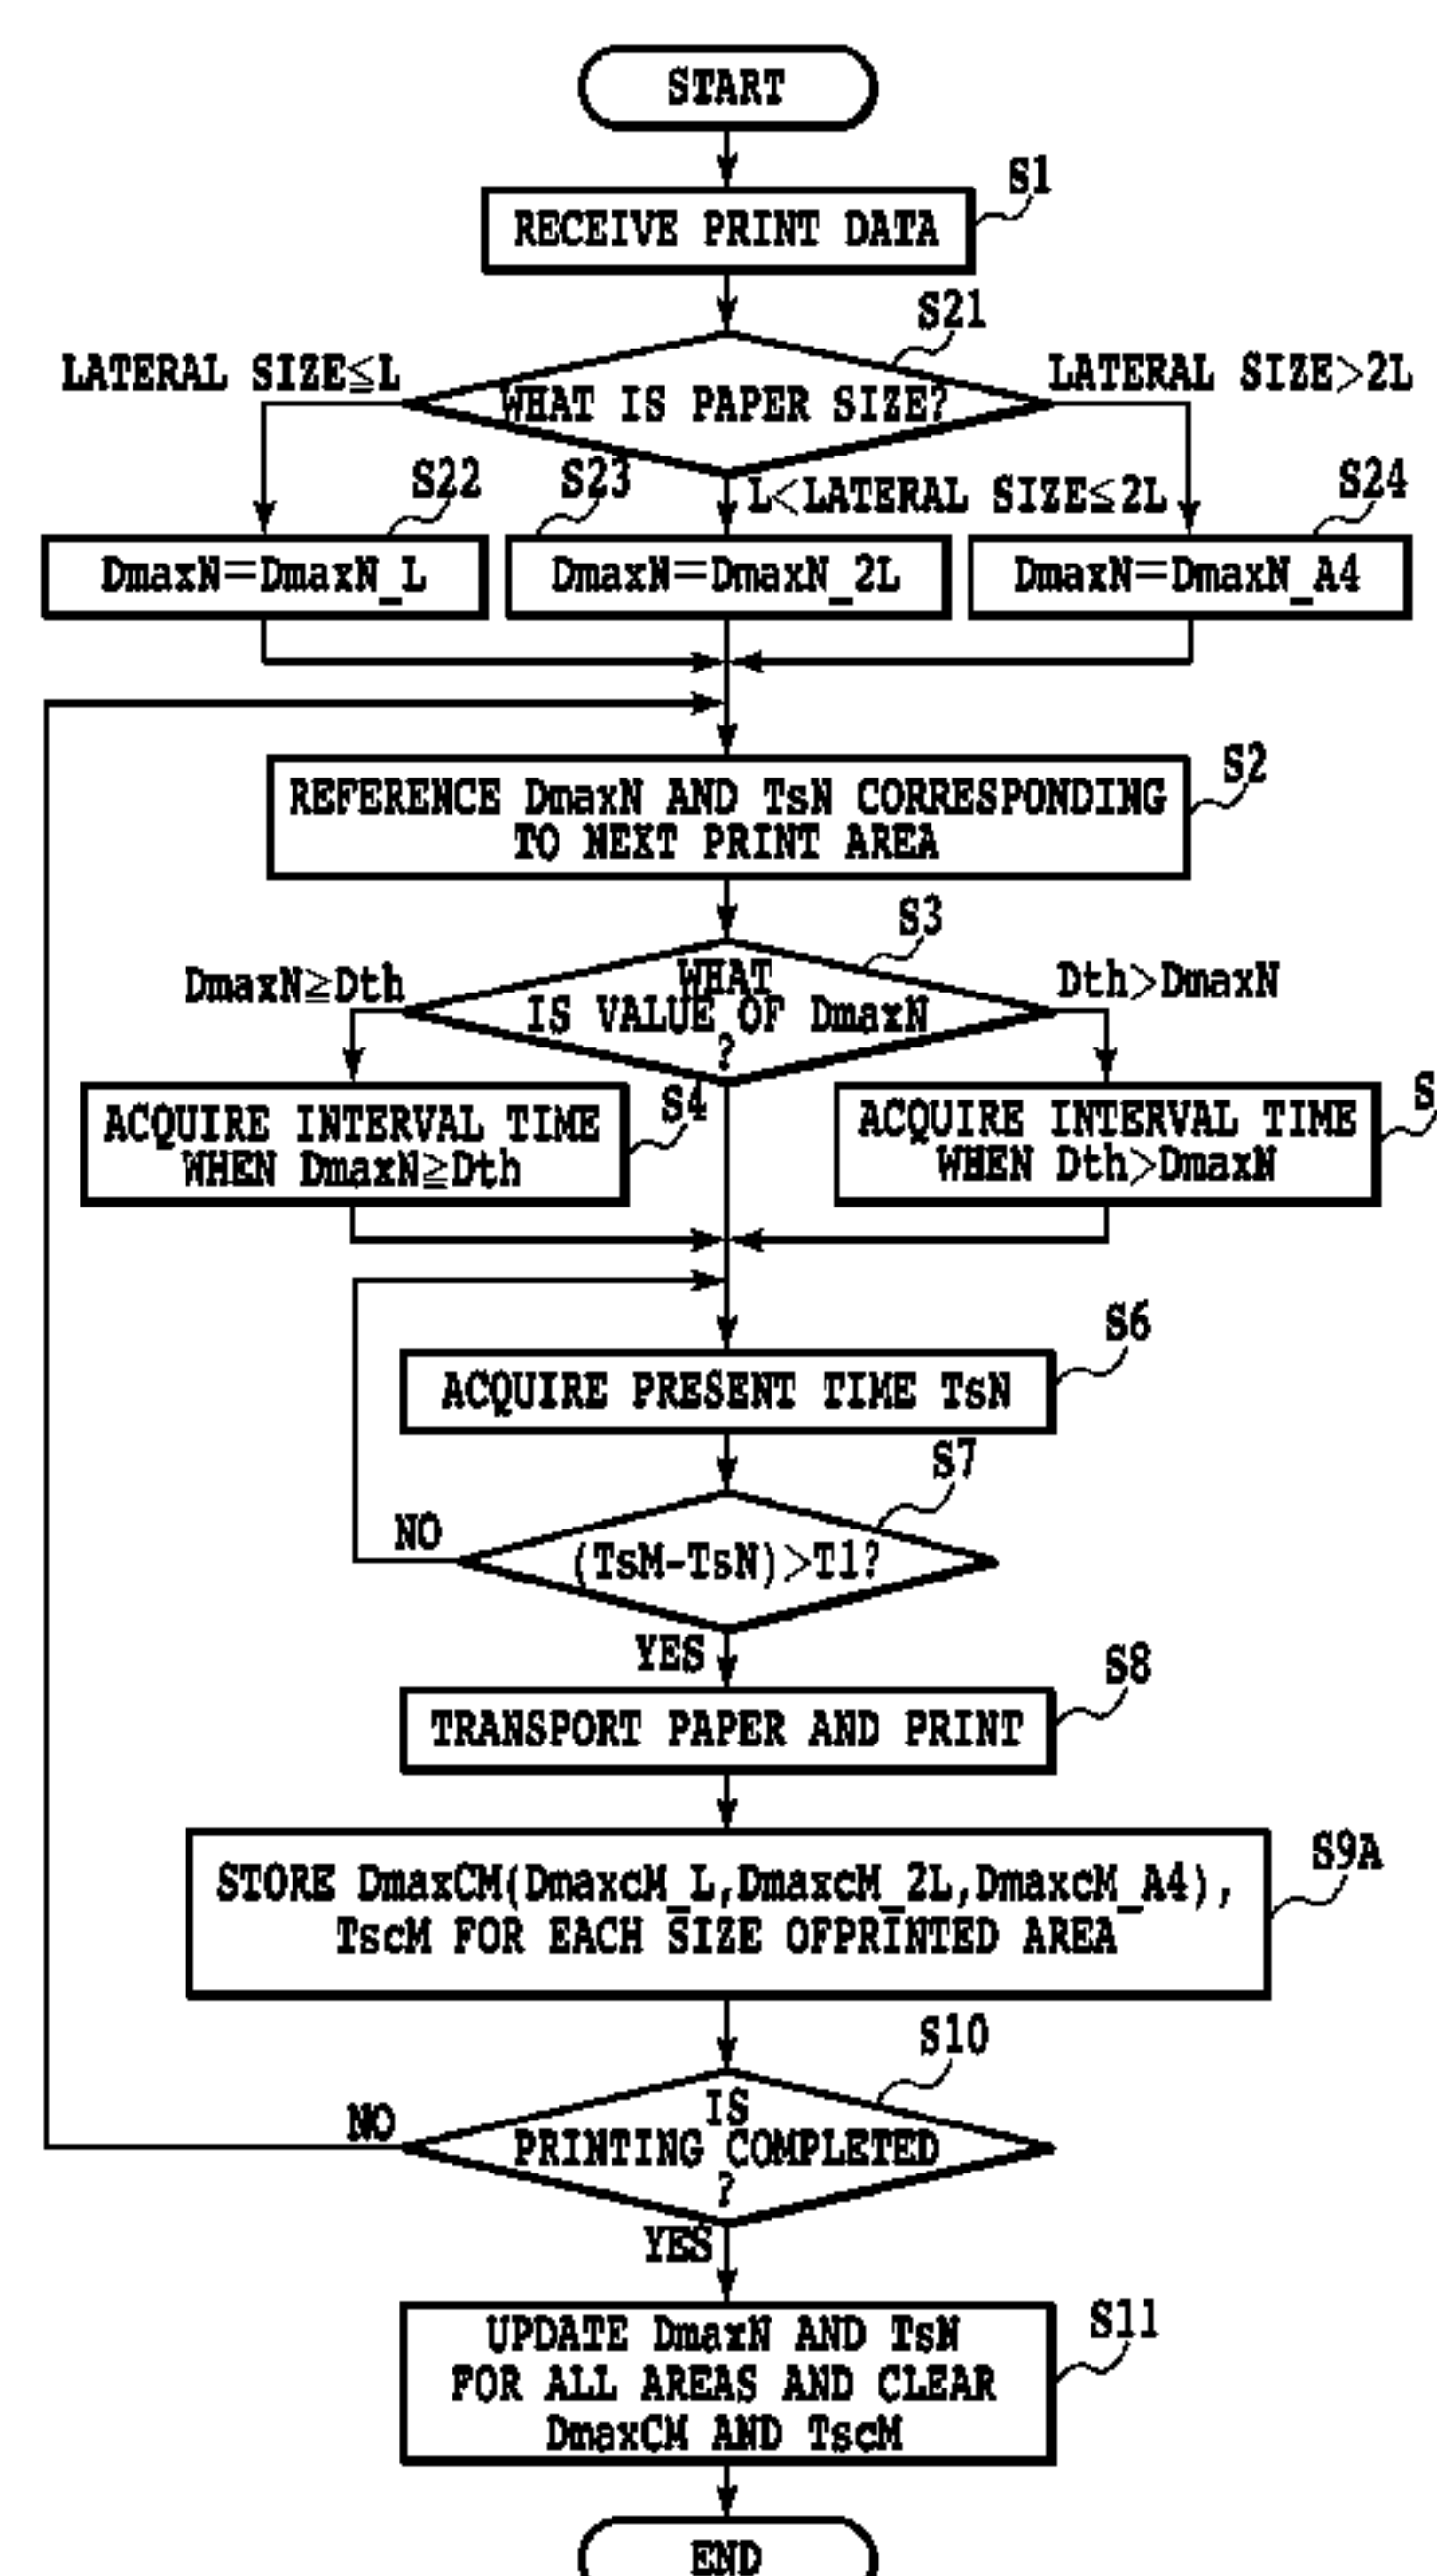 START
S1
RECEIVE PRINT DATA
S21
LATERAL SIZE≦L
WHAT IS PAPER SIZE?
LATERAL SIZE>2L
S22
S23
L<LATERAL SIZE≦2L
S24
DmaxN=DmaxN_L
DmaxN=DmaxN_2L
DmaxN=DmaxN_A4
S2
REFERENCE DmaxN AND TsN CORRESPONDING
TO NEXT PRINT AREA
S3
DmaxN≧Dth
WHAT
IS VALUE OF DmaxN
?
Dth>DmaxN
S4
S
ACQUIRE INTERVAL TIME
WHEN DmaxN≧Dth
ACQUIRE INTERVAL TIME
WHEN Dth>DmaxN
S6
ACQUIRE PRESENT TIME TsN
S7
NO
(TsM-TsN)>T1?
YES
S8
TRANSPORT PAPER AND PRINT
S9A
STORE DmaxCM(DmaxcM_L,DmaxcM_2L,DmaxcM_A4),
TscM FOR EACH SIZE OFPRINTED AREA
S10
NO
IS
PRINTING COMPLETED
?
YES
S11
UPDATE DmaxN AND TsN
FOR ALL AREAS AND CLEAR
DmaxCM AND TscM
END